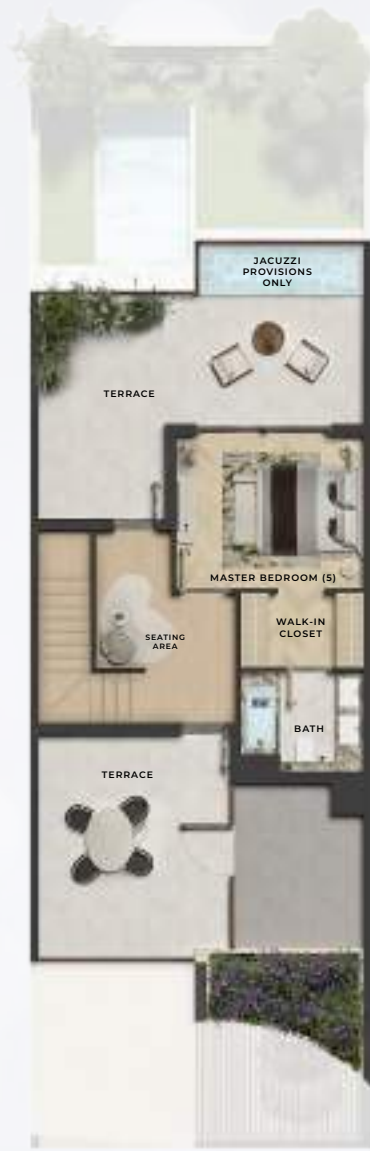 JACUZZI
PROVISIONS
ONLY
TERRACE
MASTER BEDROOM (5)
WALK-IN
CLOSET
SEATING
AREA
BATH
TERRACE